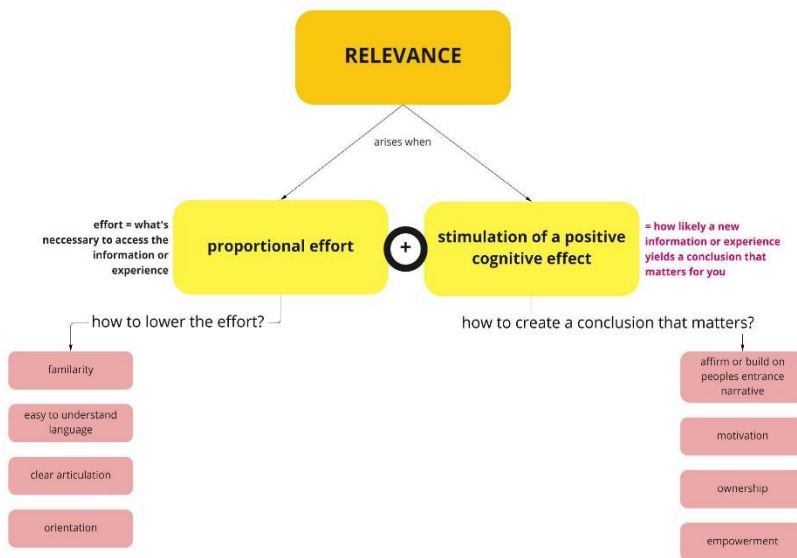 RELEVANCE
arises when
effort = what's
neccessary to access the
information or
experience
proportional effort
+
stimulation of a positive
cognitive effect
= how likely a new
information or experience
yields a conclusion that
matters for you
how to lower the effort?
how to create a conclusion that matters?
familarity
easy to understand
language
clear articulation
orientation
affirm or build on
peoples entrance
narrative
motivation
ownership
empowerment